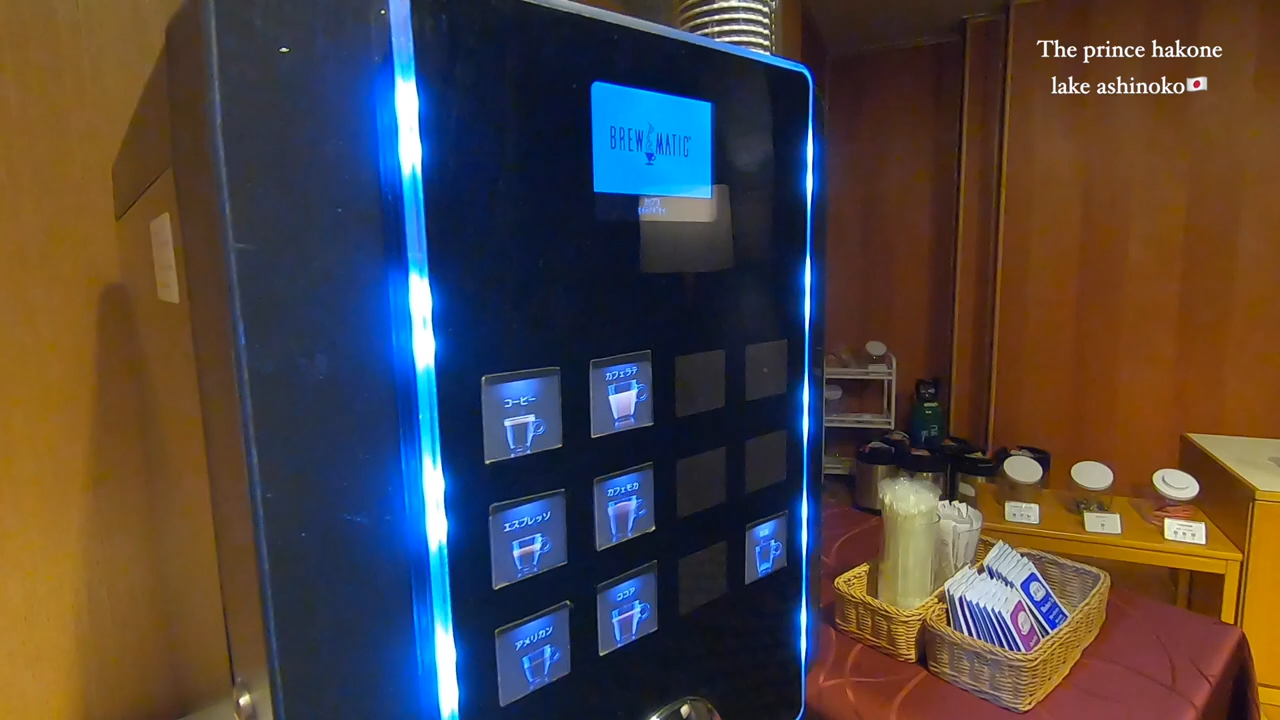 The prince hakone
lake ashinoko🇯🇵
BREW MATIC
コーヒー
カフェラテ
エスプレッソ
カフェモカ
アメリカン
ココア